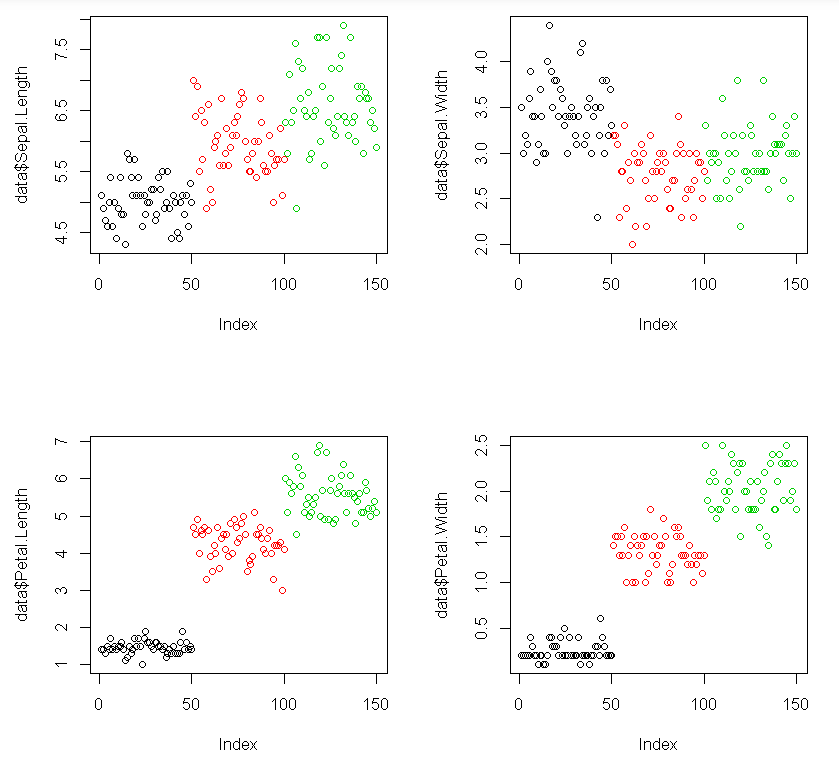 data$Sepal.Length
7.5
6.5
5.5
4.5
0 50 100 150
Index
data$Sepal.Width
4.0
3.5
3.0
2.5
2.0
0 50 100 150
Index
data$Petal.Length
7
6
5
4
3
2
1
0 50 100 150
Index
data$Petal.Width
2.5
2.0
1.5
1.0
0.5
0 50 100 150
Index